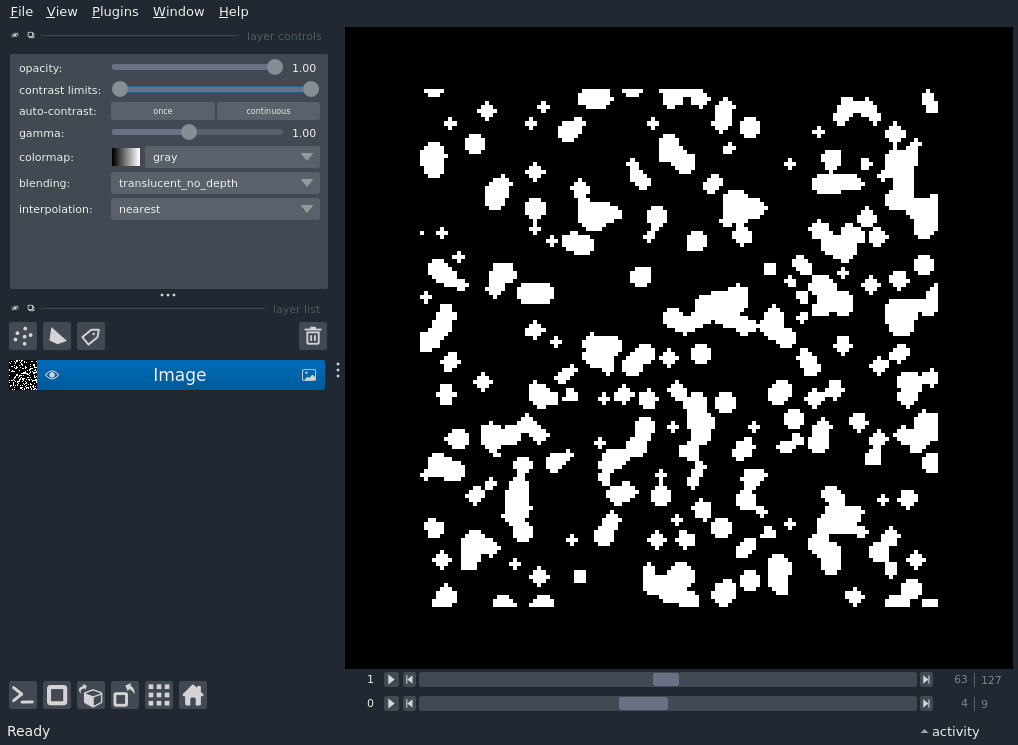 File View Plugins Window Help
layer controls
opacity: 1.00
contrast limits:
auto-contrast: once continuous
gamma: 1.00
colormap: gray
blending: translucent_no_depth
interpolation: nearest
layer list
Image
1 63 127
0 4 9
Ready activity